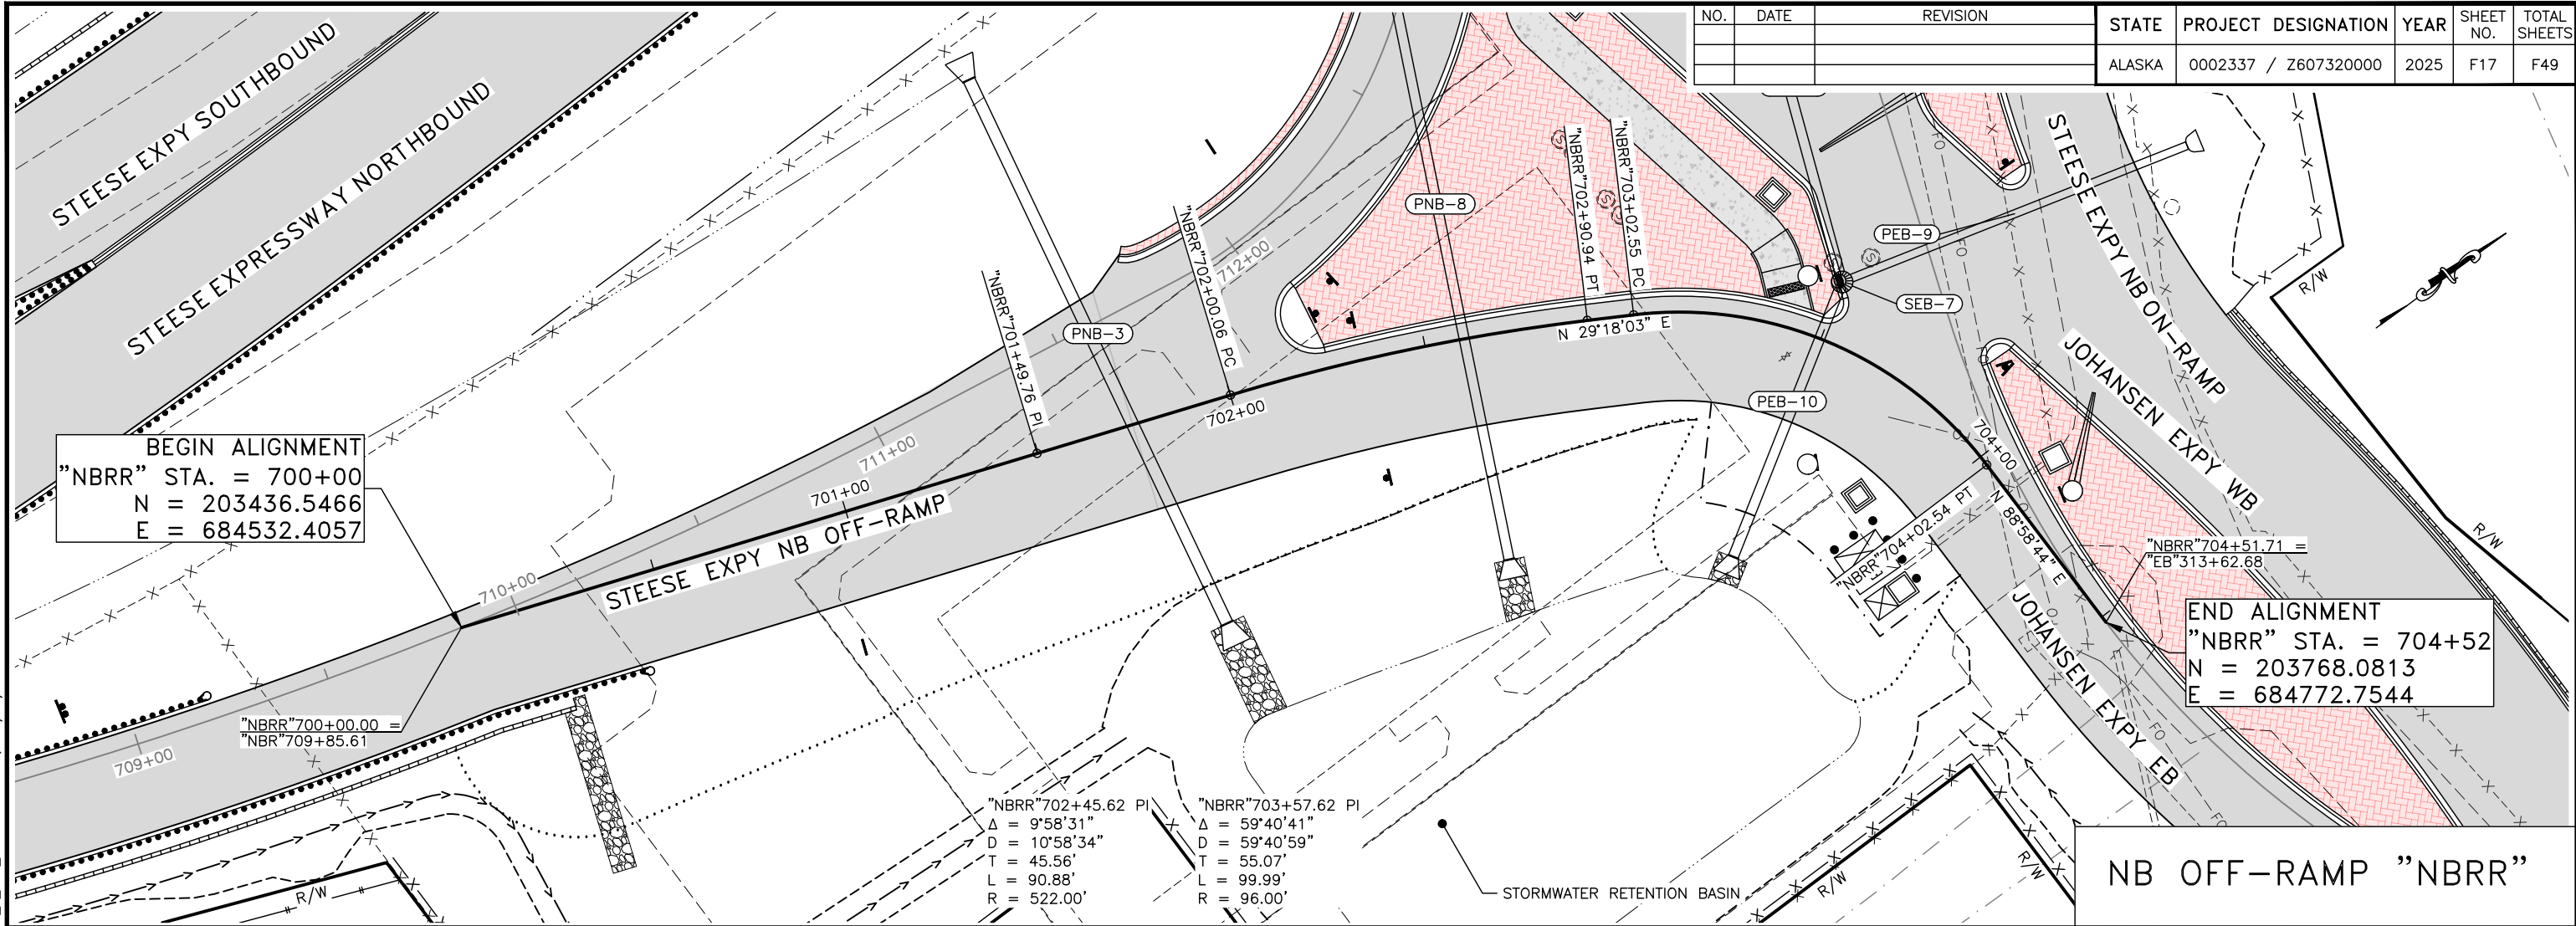 NO. DATE REVISION
STATE PROJECT DESIGNATION YEAR SHEET NO. TOTAL SHEETS
ALASKA 0002337 / Z607320000 2025 F17 F49
STEESE EXPY SOUTHBOUND
STEESE EXPRESSWAY NORTHBOUND
BEGIN ALIGNMENT
"NBRR" STA. = 700+00
N = 203436.5466
E = 684532.4057
"NBRR"700+00.00 =
"NBR"709+85.61
709+00
710+00
711+00
712+00
701+00
702+00
704+00
STEESE EXPY NB OFF-RAMP
"NBRR"701+49.76 PI
"NBRR"702+00.06 PC
"NBRR"702+90.94 PT
"NBRR"703+02.55 PC
N 29°18'03" E
PNB-3
PNB-8
PEB-9
SEB-7
PEB-10
STEESE EXPY NB ON-RAMP
JOHANSEN EXPY WB
JOHANSEN EXPY EB
"NBRR"704+02.54 PT
N 88°58'44" E
"NBRR"704+51.71 =
"EB"313+62.68
END ALIGNMENT
"NBRR" STA. = 704+52
N = 203768.0813
E = 684772.7544
R/W
R/W
R/W
R/W
R/W
FO
FO
FO
FO
FO
"NBRR"702+45.62 PI
Δ = 9°58'31"
D = 10°58'34"
T = 45.56'
L = 90.88'
R = 522.00'
"NBRR"703+57.62 PI
Δ = 59°40'41"
D = 59°40'59"
T = 55.07'
L = 99.99'
R = 96.00'
STORMWATER RETENTION BASIN
NB OFF-RAMP "NBRR"